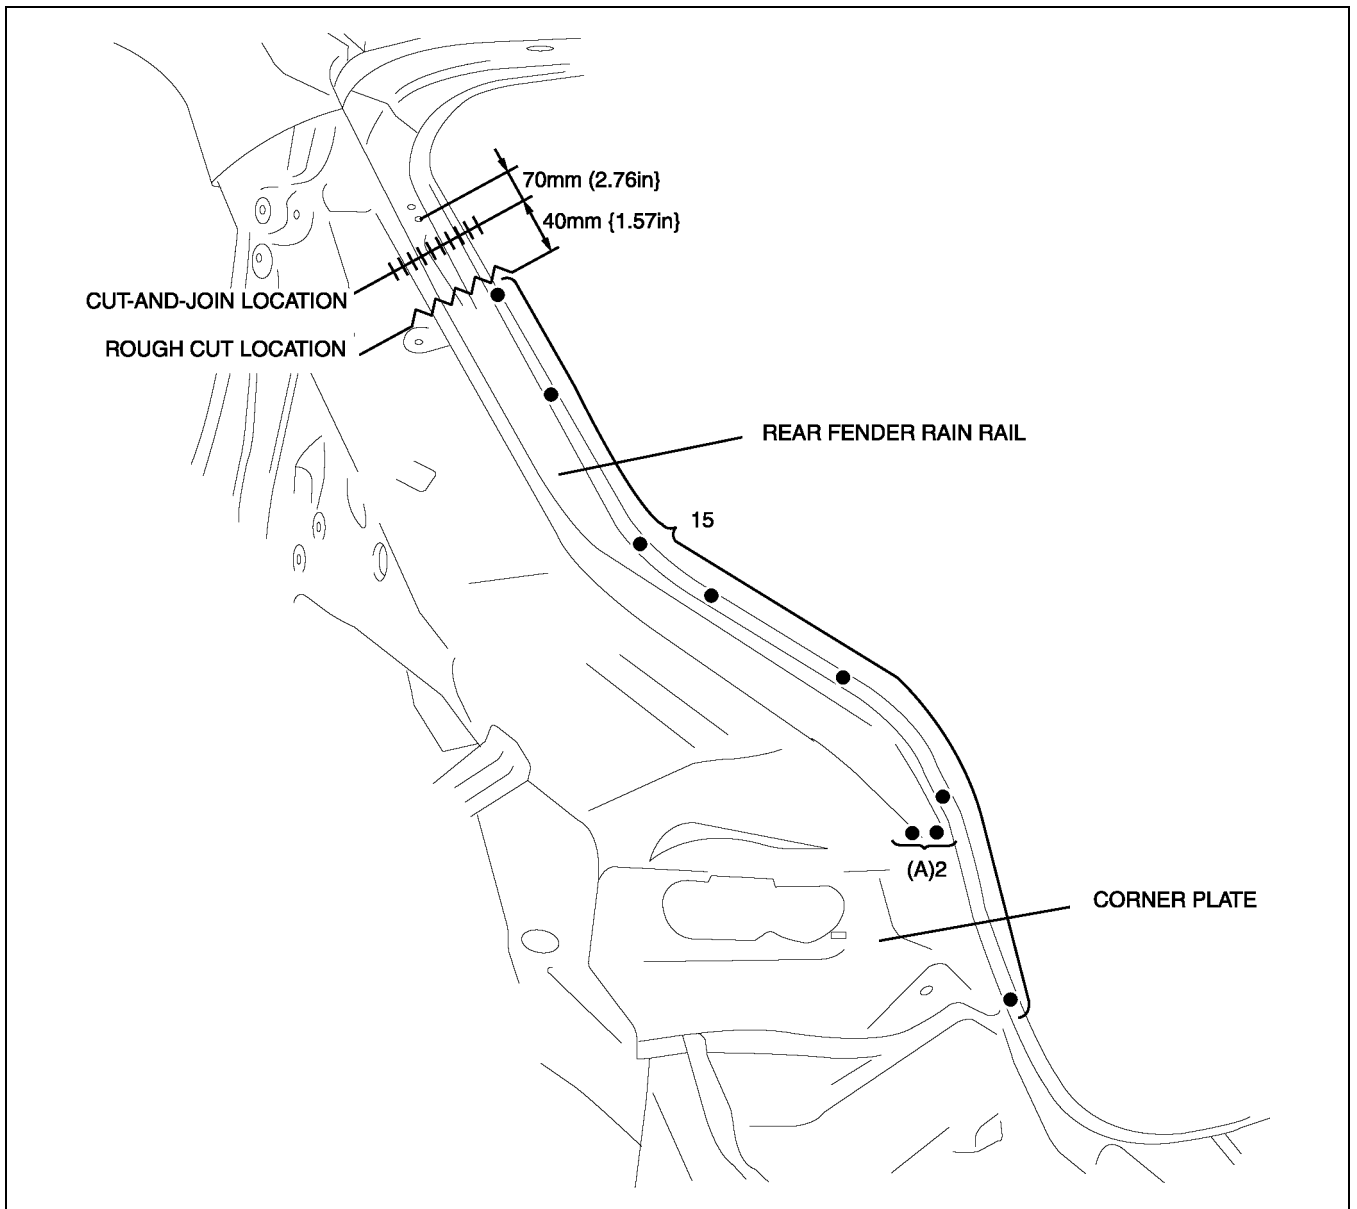 70mm (2.76in}
40mm {1.57in}
CUT-AND-JOIN LOCATION
ROUGH CUT LOCATION
REAR FENDER RAIN RAIL
15
(A)2
CORNER PLATE